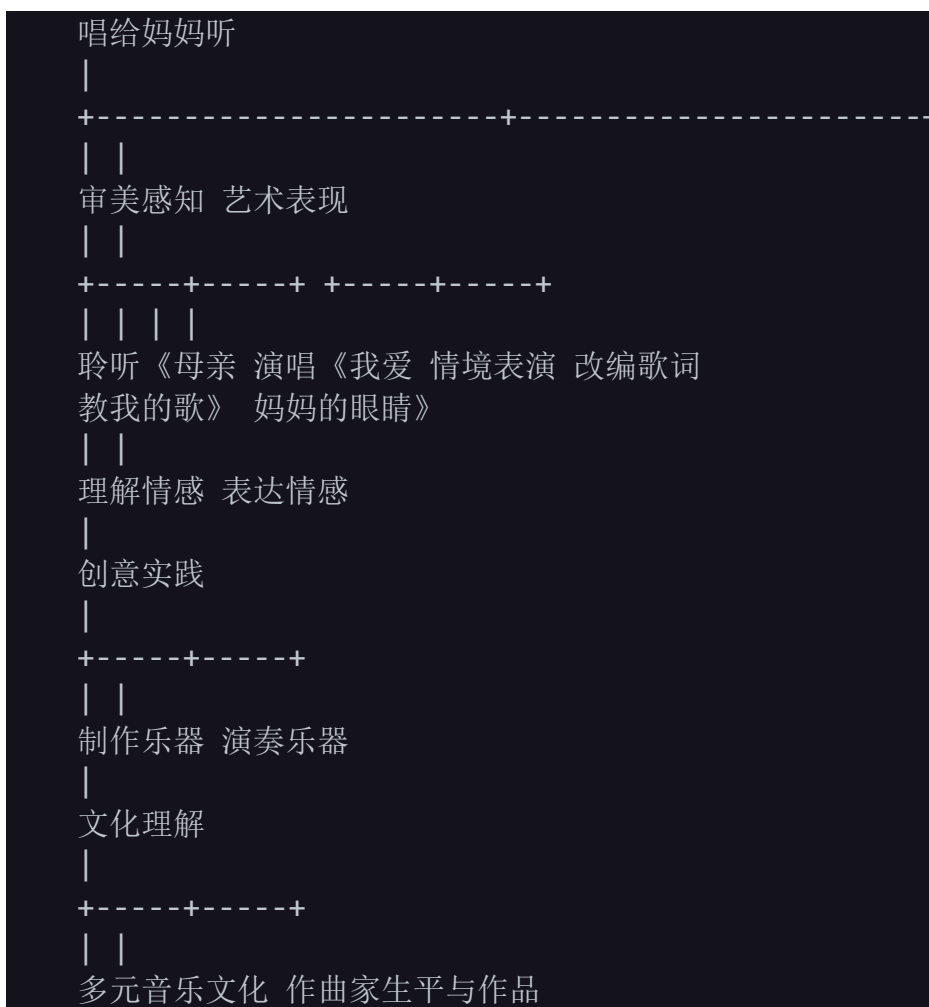 唱给妈妈听
|
+-----------------------+-----------------------+
| |
审美感知 艺术表现
| |
+-----+-----+ +-----+-----+
| | | |
聆听《母亲 演唱《我爱 情境表演 改编歌词
教我的歌》 妈妈的眼睛》
| |
理解情感 表达情感
|
创意实践
|
+-----+-----+
| |
制作乐器 演奏乐器
|
文化理解
|
+-----+-----+
| |
多元音乐文化 作曲家生平与作品